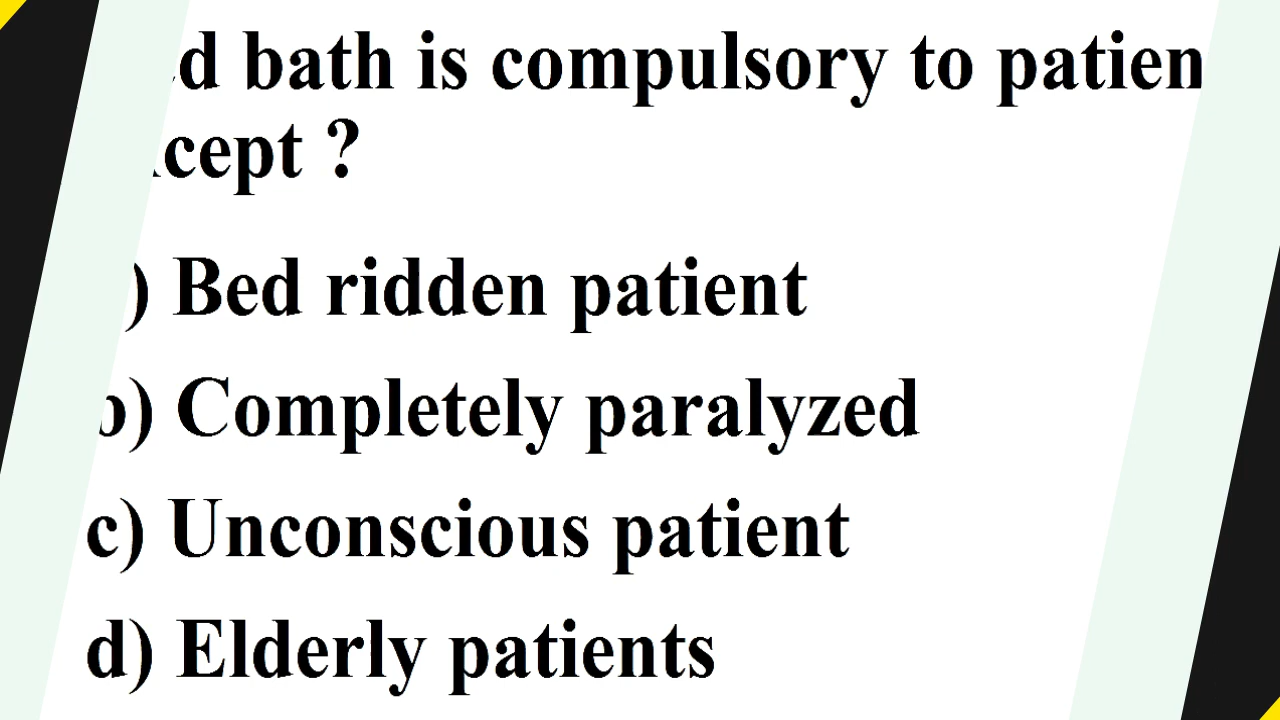 d bath is compulsory to patien
cept ?
) Bed ridden patient
b) Completely paralyzed
c) Unconscious patient
d) Elderly patients